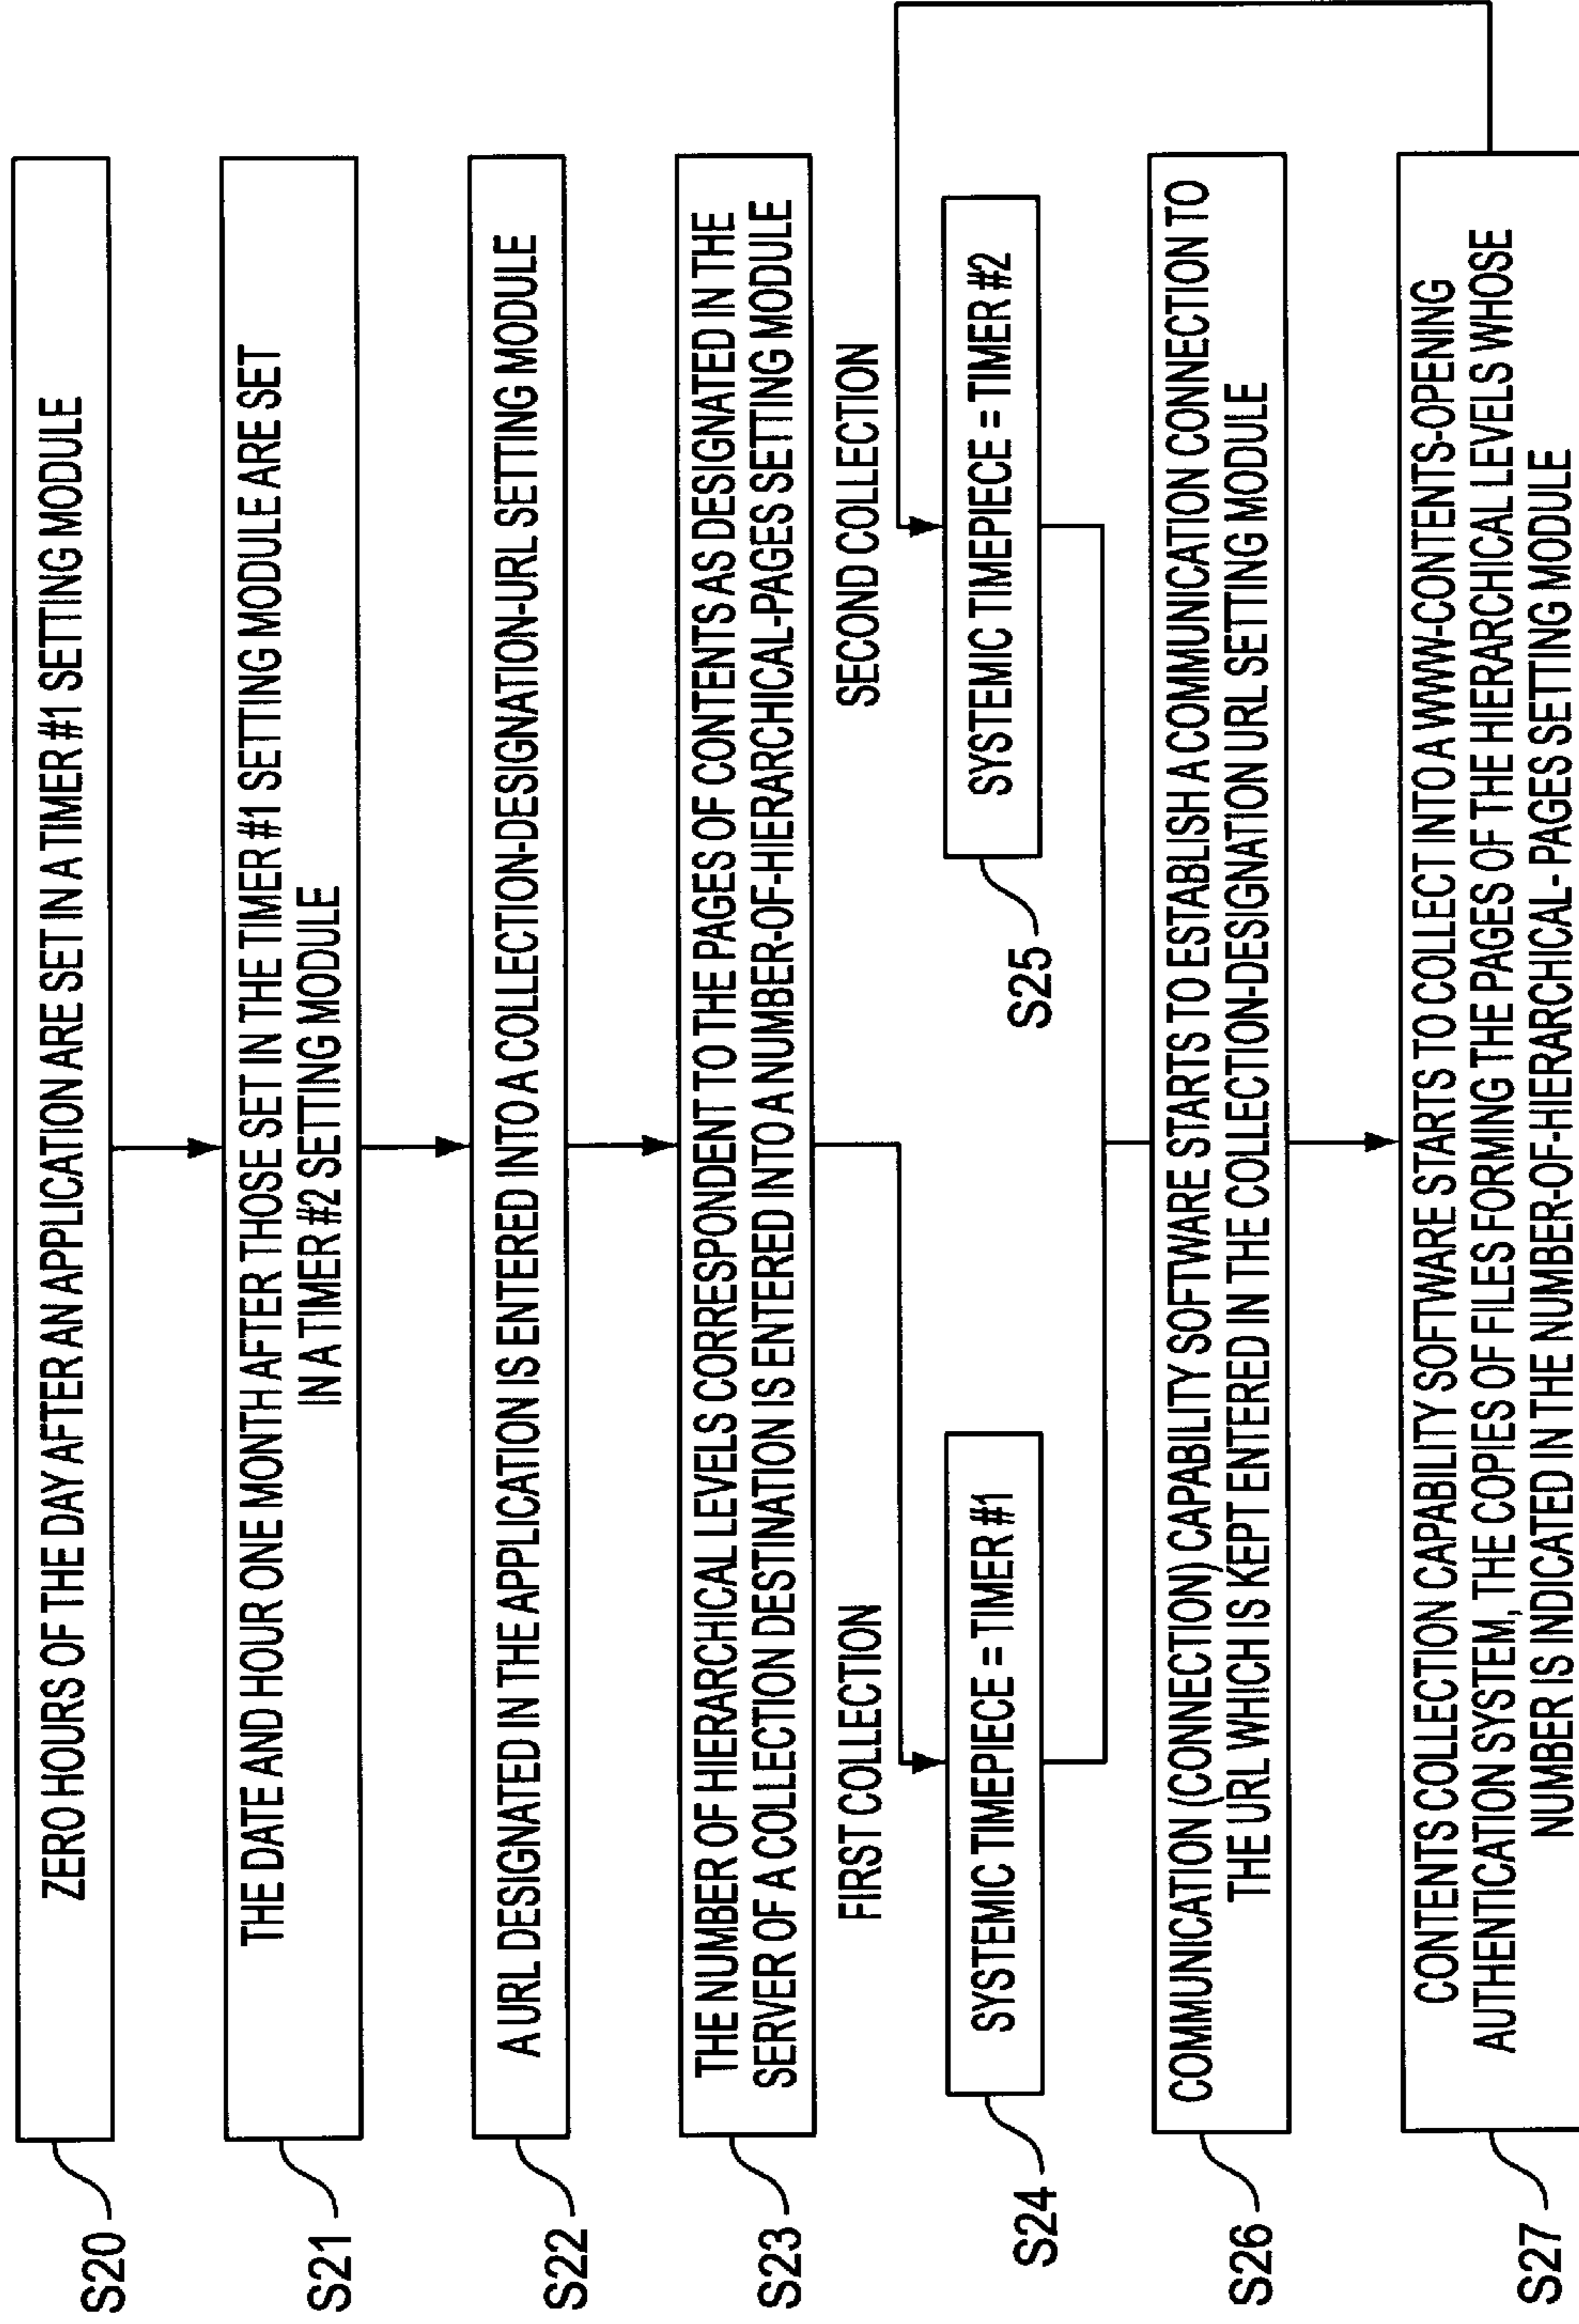 S20
ZERO HOURS OF THE DAY AFTER AN APPLICATION ARE SET IN A TIMER #1 SETTING MODULE
S21
THE DATE AND HOUR ONE MONTH AFTER THOSE SET IN THE TIMER #1 SETTING MODULE ARE SET
IN A TIMER #2 SETTING MODULE
S22
A URL DESIGNATED IN THE APPLICATION IS ENTERED INTO A COLLECTION-DESIGNATION-URL SETTING MODULE
S23
THE NUMBER OF HIERARCHICAL LEVELS CORRESPONDENT TO THE PAGES OF CONTENTS AS DESIGNATED IN THE
SERVER OF A COLLECTION DESTINATION IS ENTERED INTO A NUMBER-OF-HIERARCHICAL-PAGES SETTING MODULE
FIRST COLLECTION
SECOND COLLECTION
S24
SYSTEMIC TIMEPIECE = TIMER #1
S25
SYSTEMIC TIMEPIECE = TIMER #2
S26
COMMUNICATION (CONNECTION) CAPABILITY SOFTWARE STARTS TO ESTABLISH A COMMUNICATION CONNECTION TO
THE URL WHICH IS KEPT ENTERED IN THE COLLECTION-DESIGNATION URL SETTING MODULE
S27
CONTENTS COLLECTION CAPABILITY SOFTWARE STARTS TO COLLECT INTO A WWW-CONTENTS-OPENING
AUTHENTICATION SYSTEM, THE COPIES OF FILES FORMING THE PAGES OF THE HIERARCHICAL LEVELS WHOSE
NUMBER IS INDICATED IN THE NUMBER-OF-HIERARCHICAL- PAGES SETTING MODULE